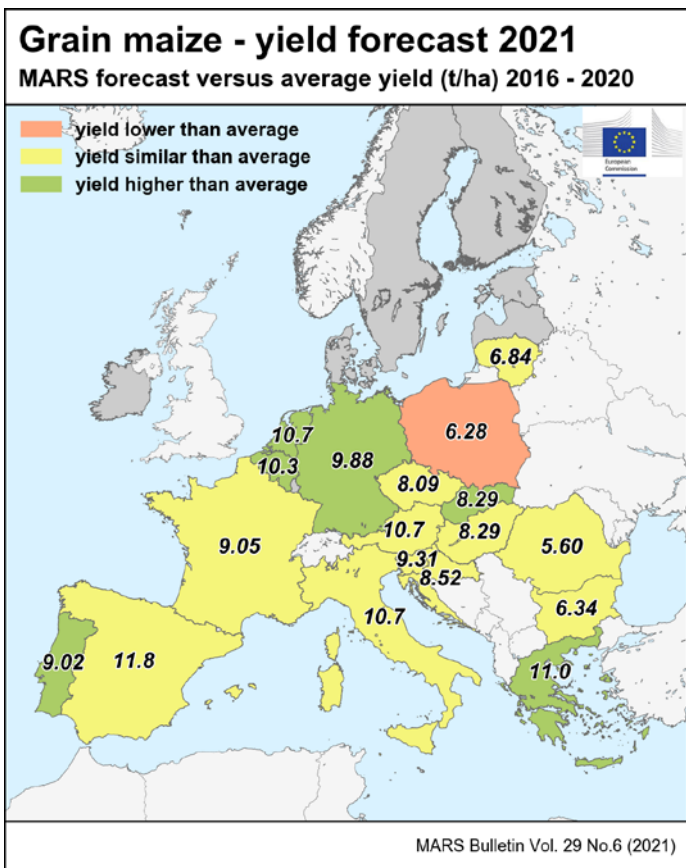 Grain maize - yield forecast 2021
MARS forecast versus average yield (t/ha) 2016 - 2020
yield lower than average
yield similar than average
yield higher than average
European
Commission
6.84
10.7
6.28
10.3
9.88
8.09
8.29
10.7
8.29
9.05
9.31
5.60
8.52
10.7
6.34
9.02
11.8
11.0
MARS Bulletin Vol. 29 No.6 (2021)